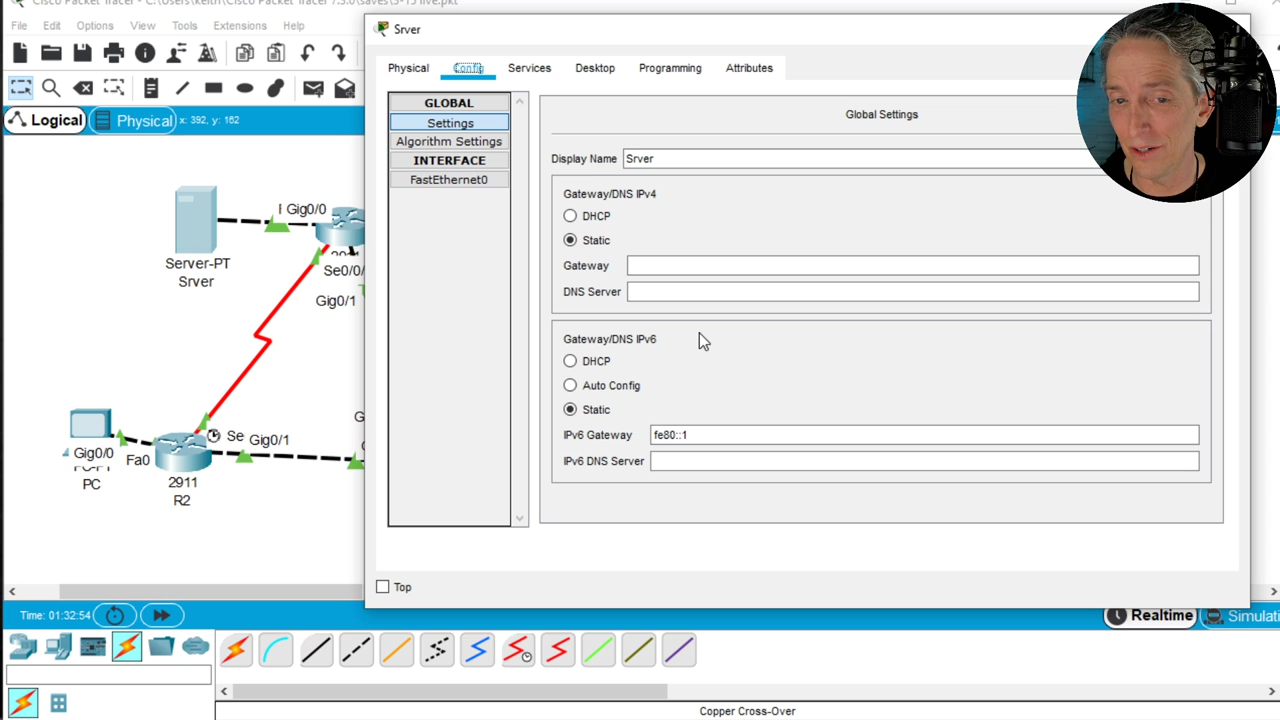 Cisco Packet Tracer - C:\Users\keith\Cisco Packet Tracer 7.3.0\saves\3-15 live.pkt
File Edit Options View Tools Extensions Help
Logical Physical x: 392, y: 162
Gig0/0
Server-PT
Srver
Se0/0/
Gig0/1
Gig0/0
Fa0
PC
Se
Gig0/1
2911
R2
Srver
Physical Config Services Desktop Programming Attributes
GLOBAL
Settings
Algorithm Settings
INTERFACE
FastEthernet0
Global Settings
Display Name Srver
Gateway/DNS IPv4
DHCP
Static
Gateway
DNS Server
Gateway/DNS IPv6
DHCP
Auto Config
Static
IPv6 Gateway fe80::1
IPv6 DNS Server
Top
Time: 01:32:54
Realtime Simulati
Copper Cross-Over